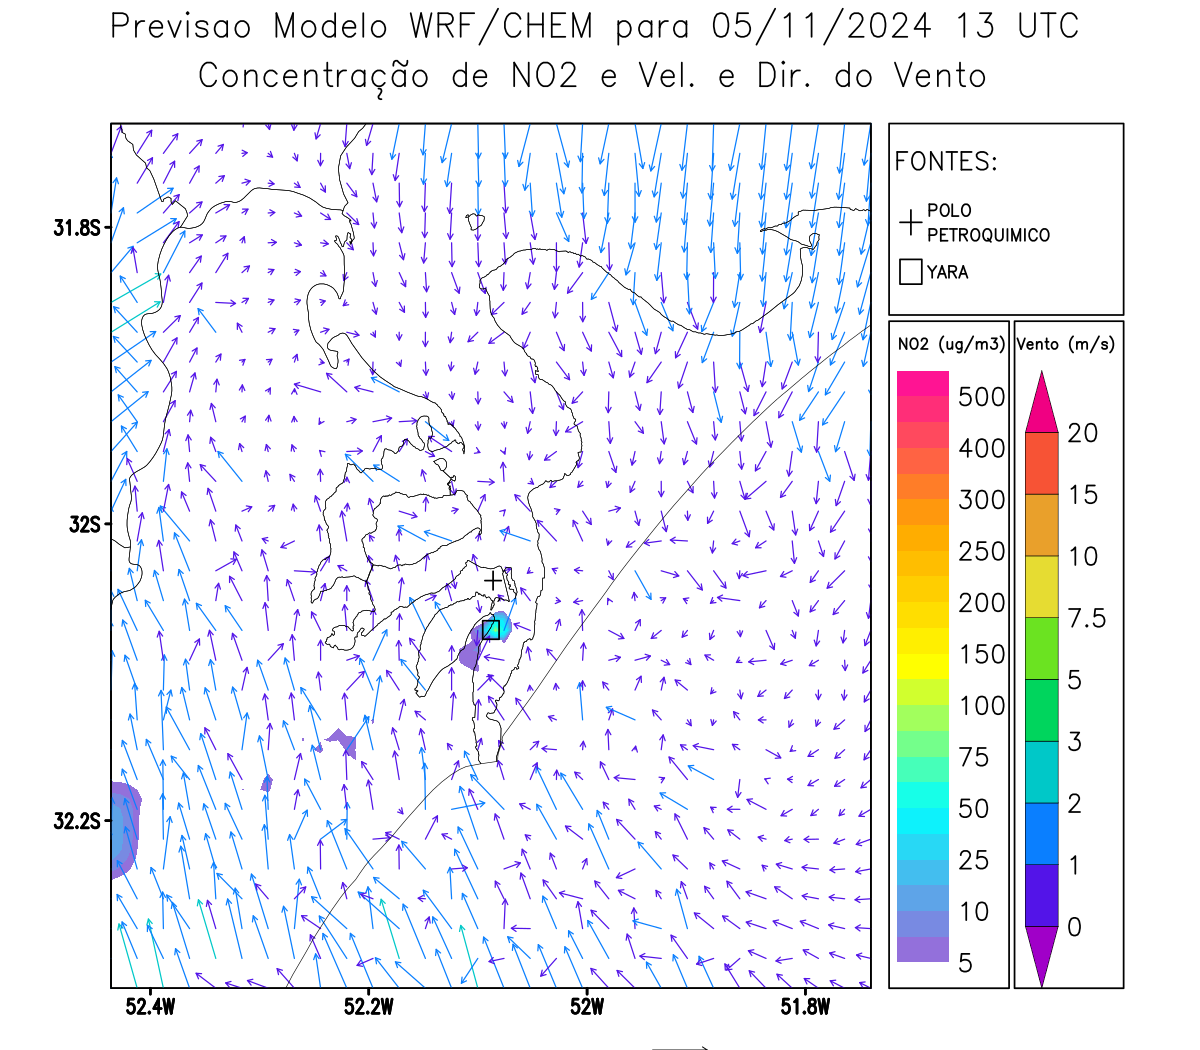 Previsao Modelo WRF/CHEM para 05/11/2024 13 UTC
Concentração de NO2 e Vel. e Dir. do Vento
FONTES:
POLO
PETROQUIMICO
YARA
NO2 (ug/m3)
500
400
300
250
200
150
100
75
50
25
10
5
Vento (m/s)
20
15
10
7.5
5
3
2
1
0
31.8S
32S
32.2S
52.4W
52.2W
52W
51.8W